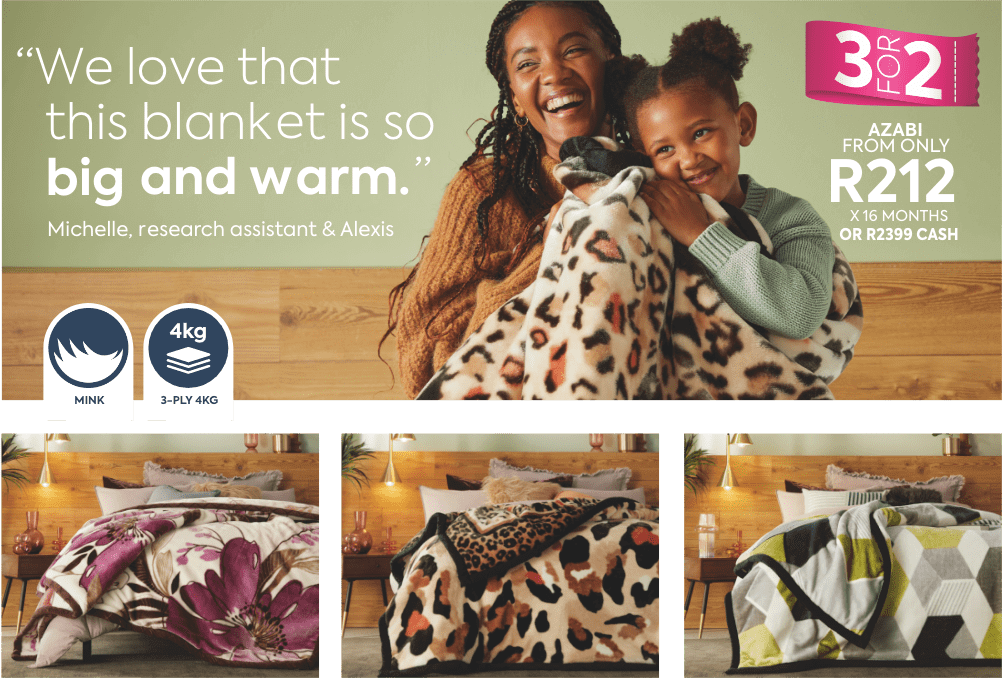 “We love that
this blanket is so
big and warm.”
Michelle, research assistant & Alexis
3 FOR 2
AZABI
FROM ONLY
R212
X 16 MONTHS
OR R2399 CASH
4kg
MINK
3-PLY 4KG